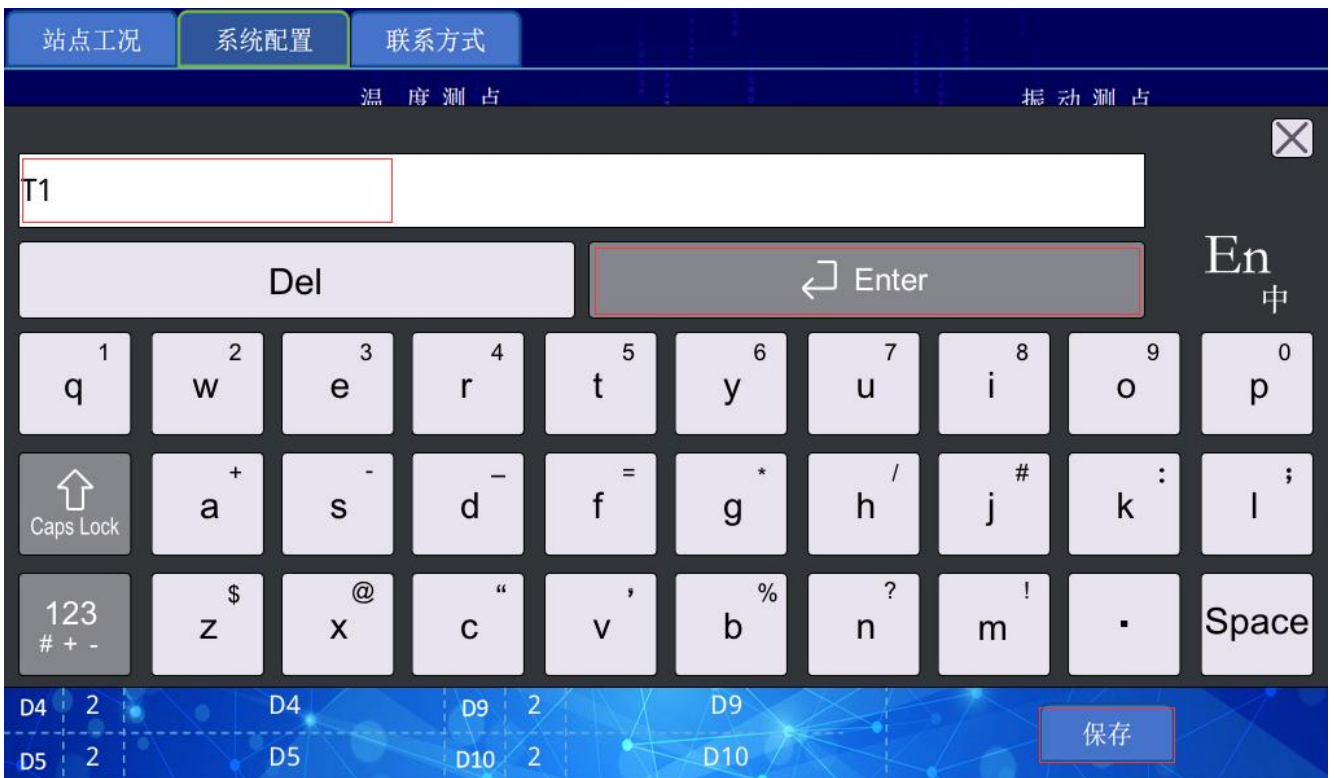 站点工况 系统配置 联系方式
温 度 测 点 振 动 测 点
T1
Del Enter En
中
1 2 3 4 5 6 7 8 9 0
q w e r t y u i o p
+ - _ = * / # : ;
Caps Lock a s d f g h j k l
$ @ “ , % ? !
123 z x c v b n m . Space
# + -
D4 2 D4 D9 2 D9
保存
D5 2 D5 D10 2 D10